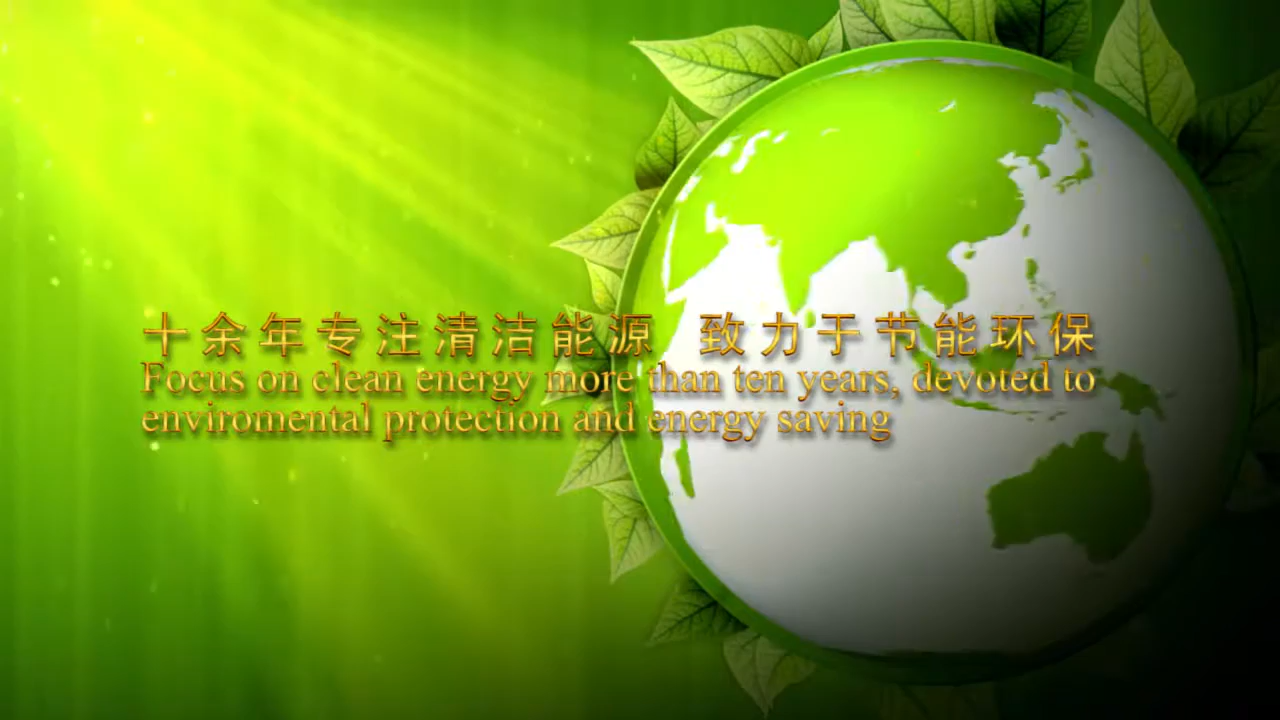 十余年专注清洁能源 致力于节能环保
Focus on clean energy more than ten years, devoted to
enviromental protection and energy saving